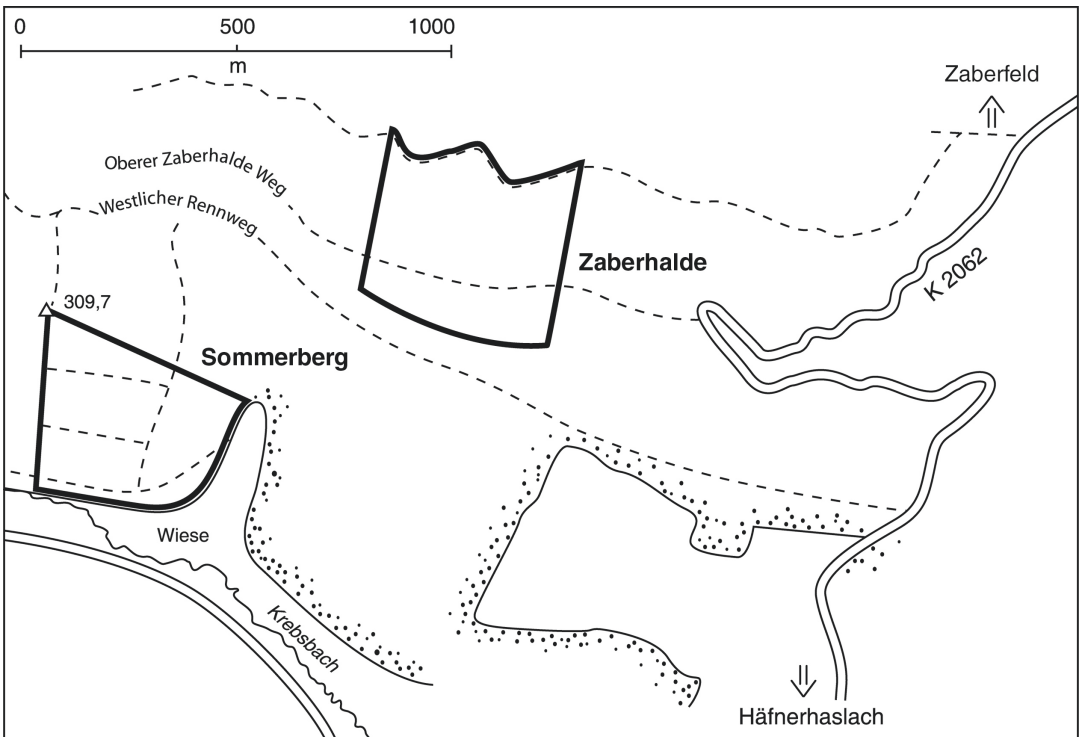 0 500 1000
m
Zaberfeld
Oberer Zaberhalde Weg
Westlicher Rennweg
Zaberhalde
K 2062
309,7
Sommerberg
Wiese
Krebsbach
Häfnerhaslach